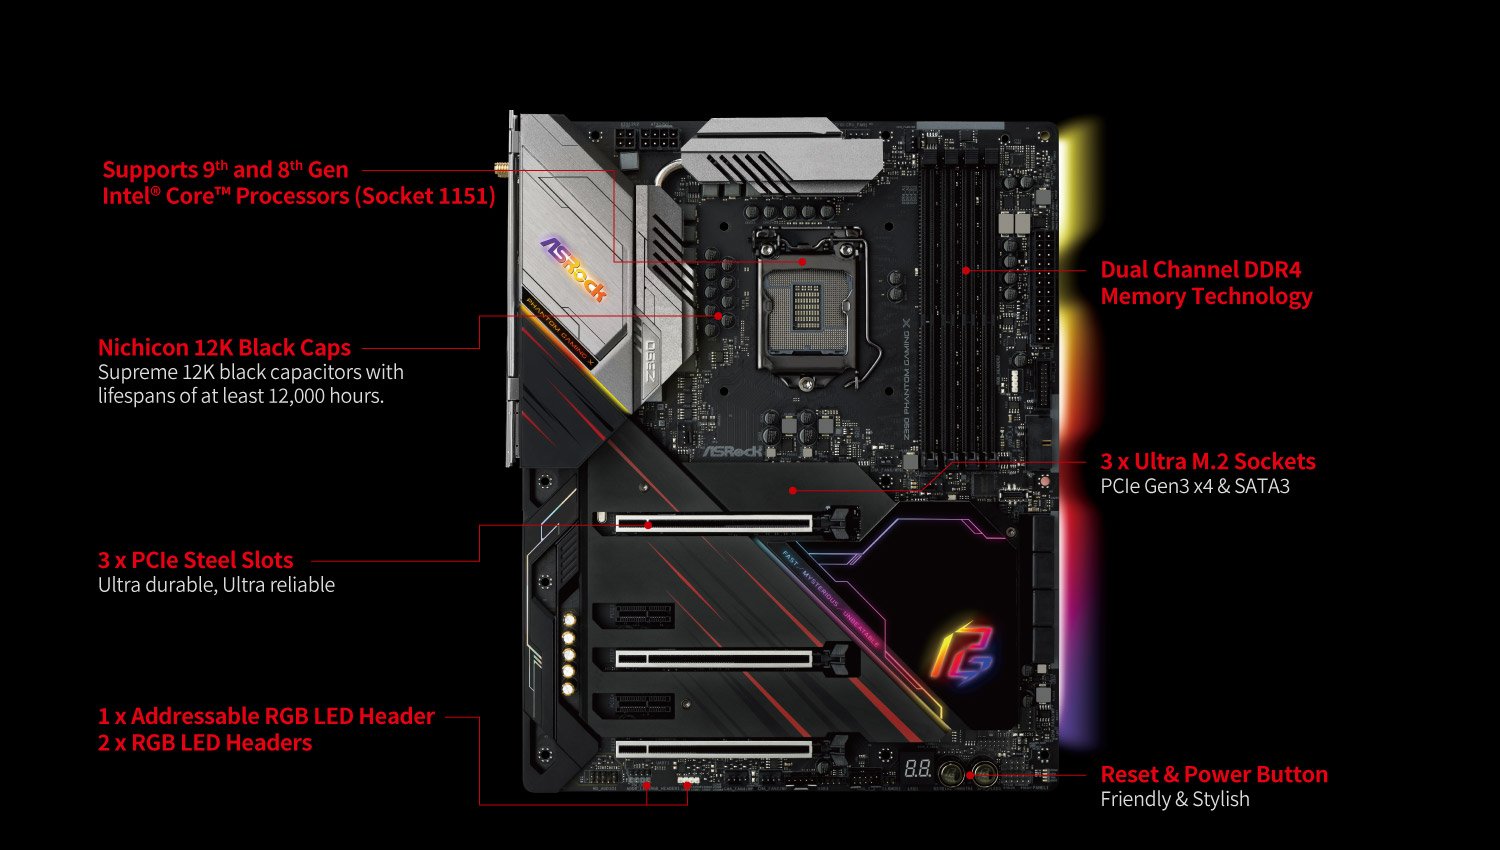 Supports 9th and 8th Gen
Intel® Core™ Processors (Socket 1151)
Nichicon 12K Black Caps
Supreme 12K black capacitors with
lifespans of at least 12,000 hours.
3 x PCIe Steel Slots
Ultra durable, Ultra reliable
1 x Addressable RGB LED Header
2 x RGB LED Headers
ASRock
PHANTOM GAMING X
Z390
Z390 PHANTOM GAMING X
ASRock
FAST / MYSTERIOUS / UNBEATABLE
88.
Dual Channel DDR4
Memory Technology
3 x Ultra M.2 Sockets
PCIe Gen3 x4 & SATA3
Reset & Power Button
Friendly & Stylish